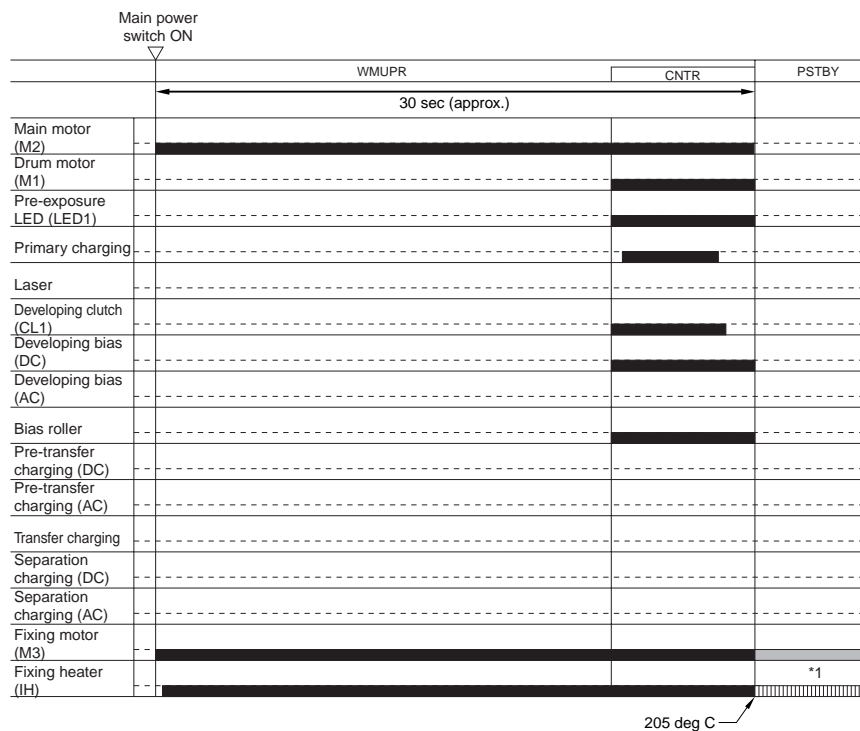 Main power
switch ON
WMUPR
CNTR
PSTBY
30 sec (approx.)
Main motor
(M2)
Drum motor
(M1)
Pre-exposure
LED (LED1)
Primary charging
Laser
Developing clutch
(CL1)
Developing bias
(DC)
Developing bias
(AC)
Bias roller
Pre-transfer
charging (DC)
Pre-transfer
charging (AC)
Transfer charging
Separation
charging (DC)
Separation
charging (AC)
Fixing motor
(M3)
Fixing heater
(IH)
*1
205 deg C